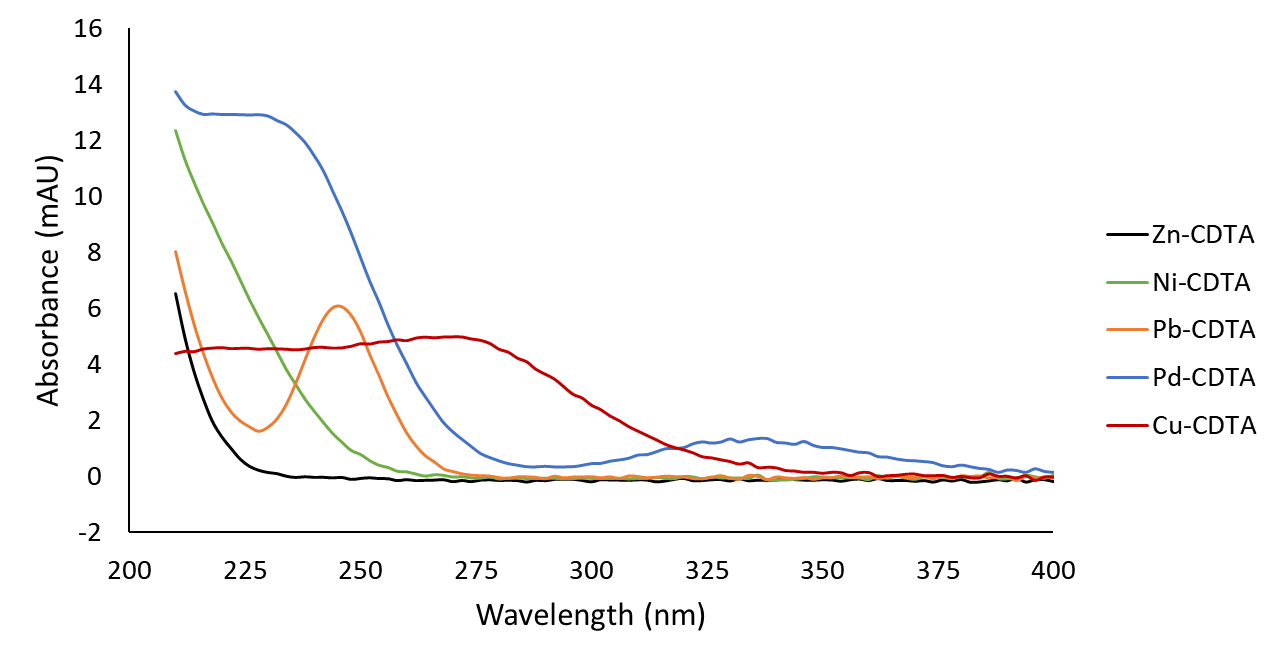 16
14
12
10
8
6
4
2
0
-2
Absorbance (mAU)
200 225 250 275 300 325 350 375 400
Wavelength (nm)
Zn-CDTA
Ni-CDTA
Pb-CDTA
Pd-CDTA
Cu-CDTA